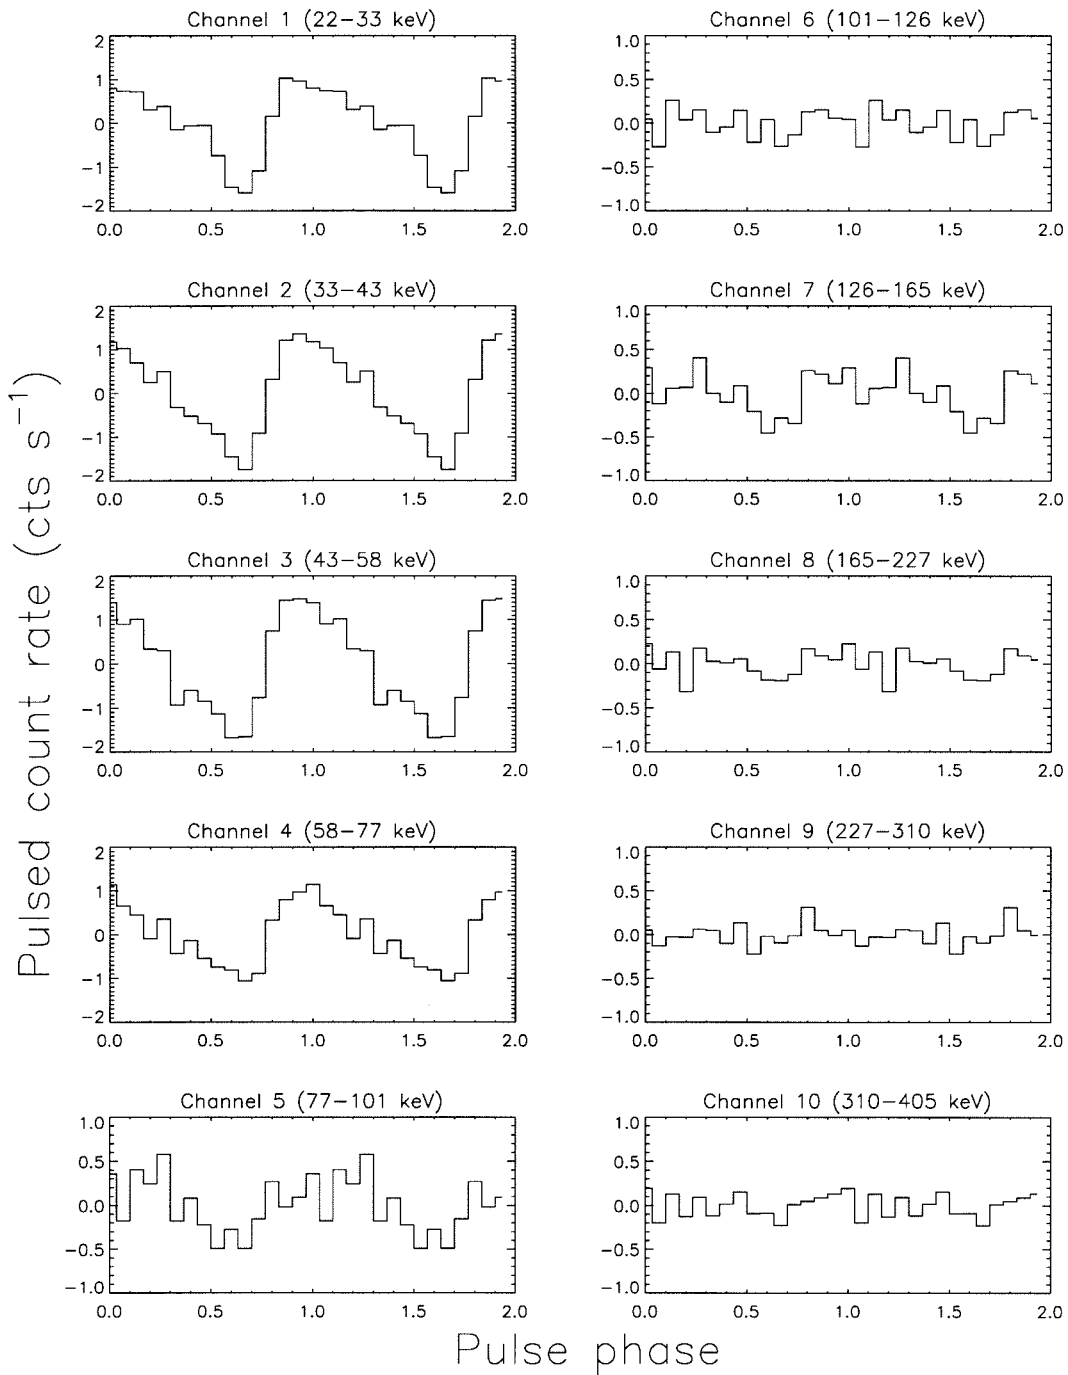 Channel 1 (22−33 keV)
2
1
0
−1
−2
0.0 0.5 1.0 1.5 2.0
Channel 2 (33−43 keV)
2
1
0
−1
−2
0.0 0.5 1.0 1.5 2.0
Channel 3 (43−58 keV)
2
1
0
−1
−2
0.0 0.5 1.0 1.5 2.0
Channel 4 (58−77 keV)
2
1
0
−1
−2
0.0 0.5 1.0 1.5 2.0
Channel 5 (77−101 keV)
1.0
0.5
0.0
−0.5
−1.0
0.0 0.5 1.0 1.5 2.0
Channel 6 (101−126 keV)
1.0
0.5
0.0
−0.5
−1.0
0.0 0.5 1.0 1.5 2.0
Channel 7 (126−165 keV)
1.0
0.5
0.0
−0.5
−1.0
0.0 0.5 1.0 1.5 2.0
Channel 8 (165−227 keV)
1.0
0.5
0.0
−0.5
−1.0
0.0 0.5 1.0 1.5 2.0
Channel 9 (227−310 keV)
1.0
0.5
0.0
−0.5
−1.0
0.0 0.5 1.0 1.5 2.0
Channel 10 (310−405 keV)
1.0
0.5
0.0
−0.5
−1.0
0.0 0.5 1.0 1.5 2.0
Pulsed count rate (cts s⁻¹)
Pulse phase